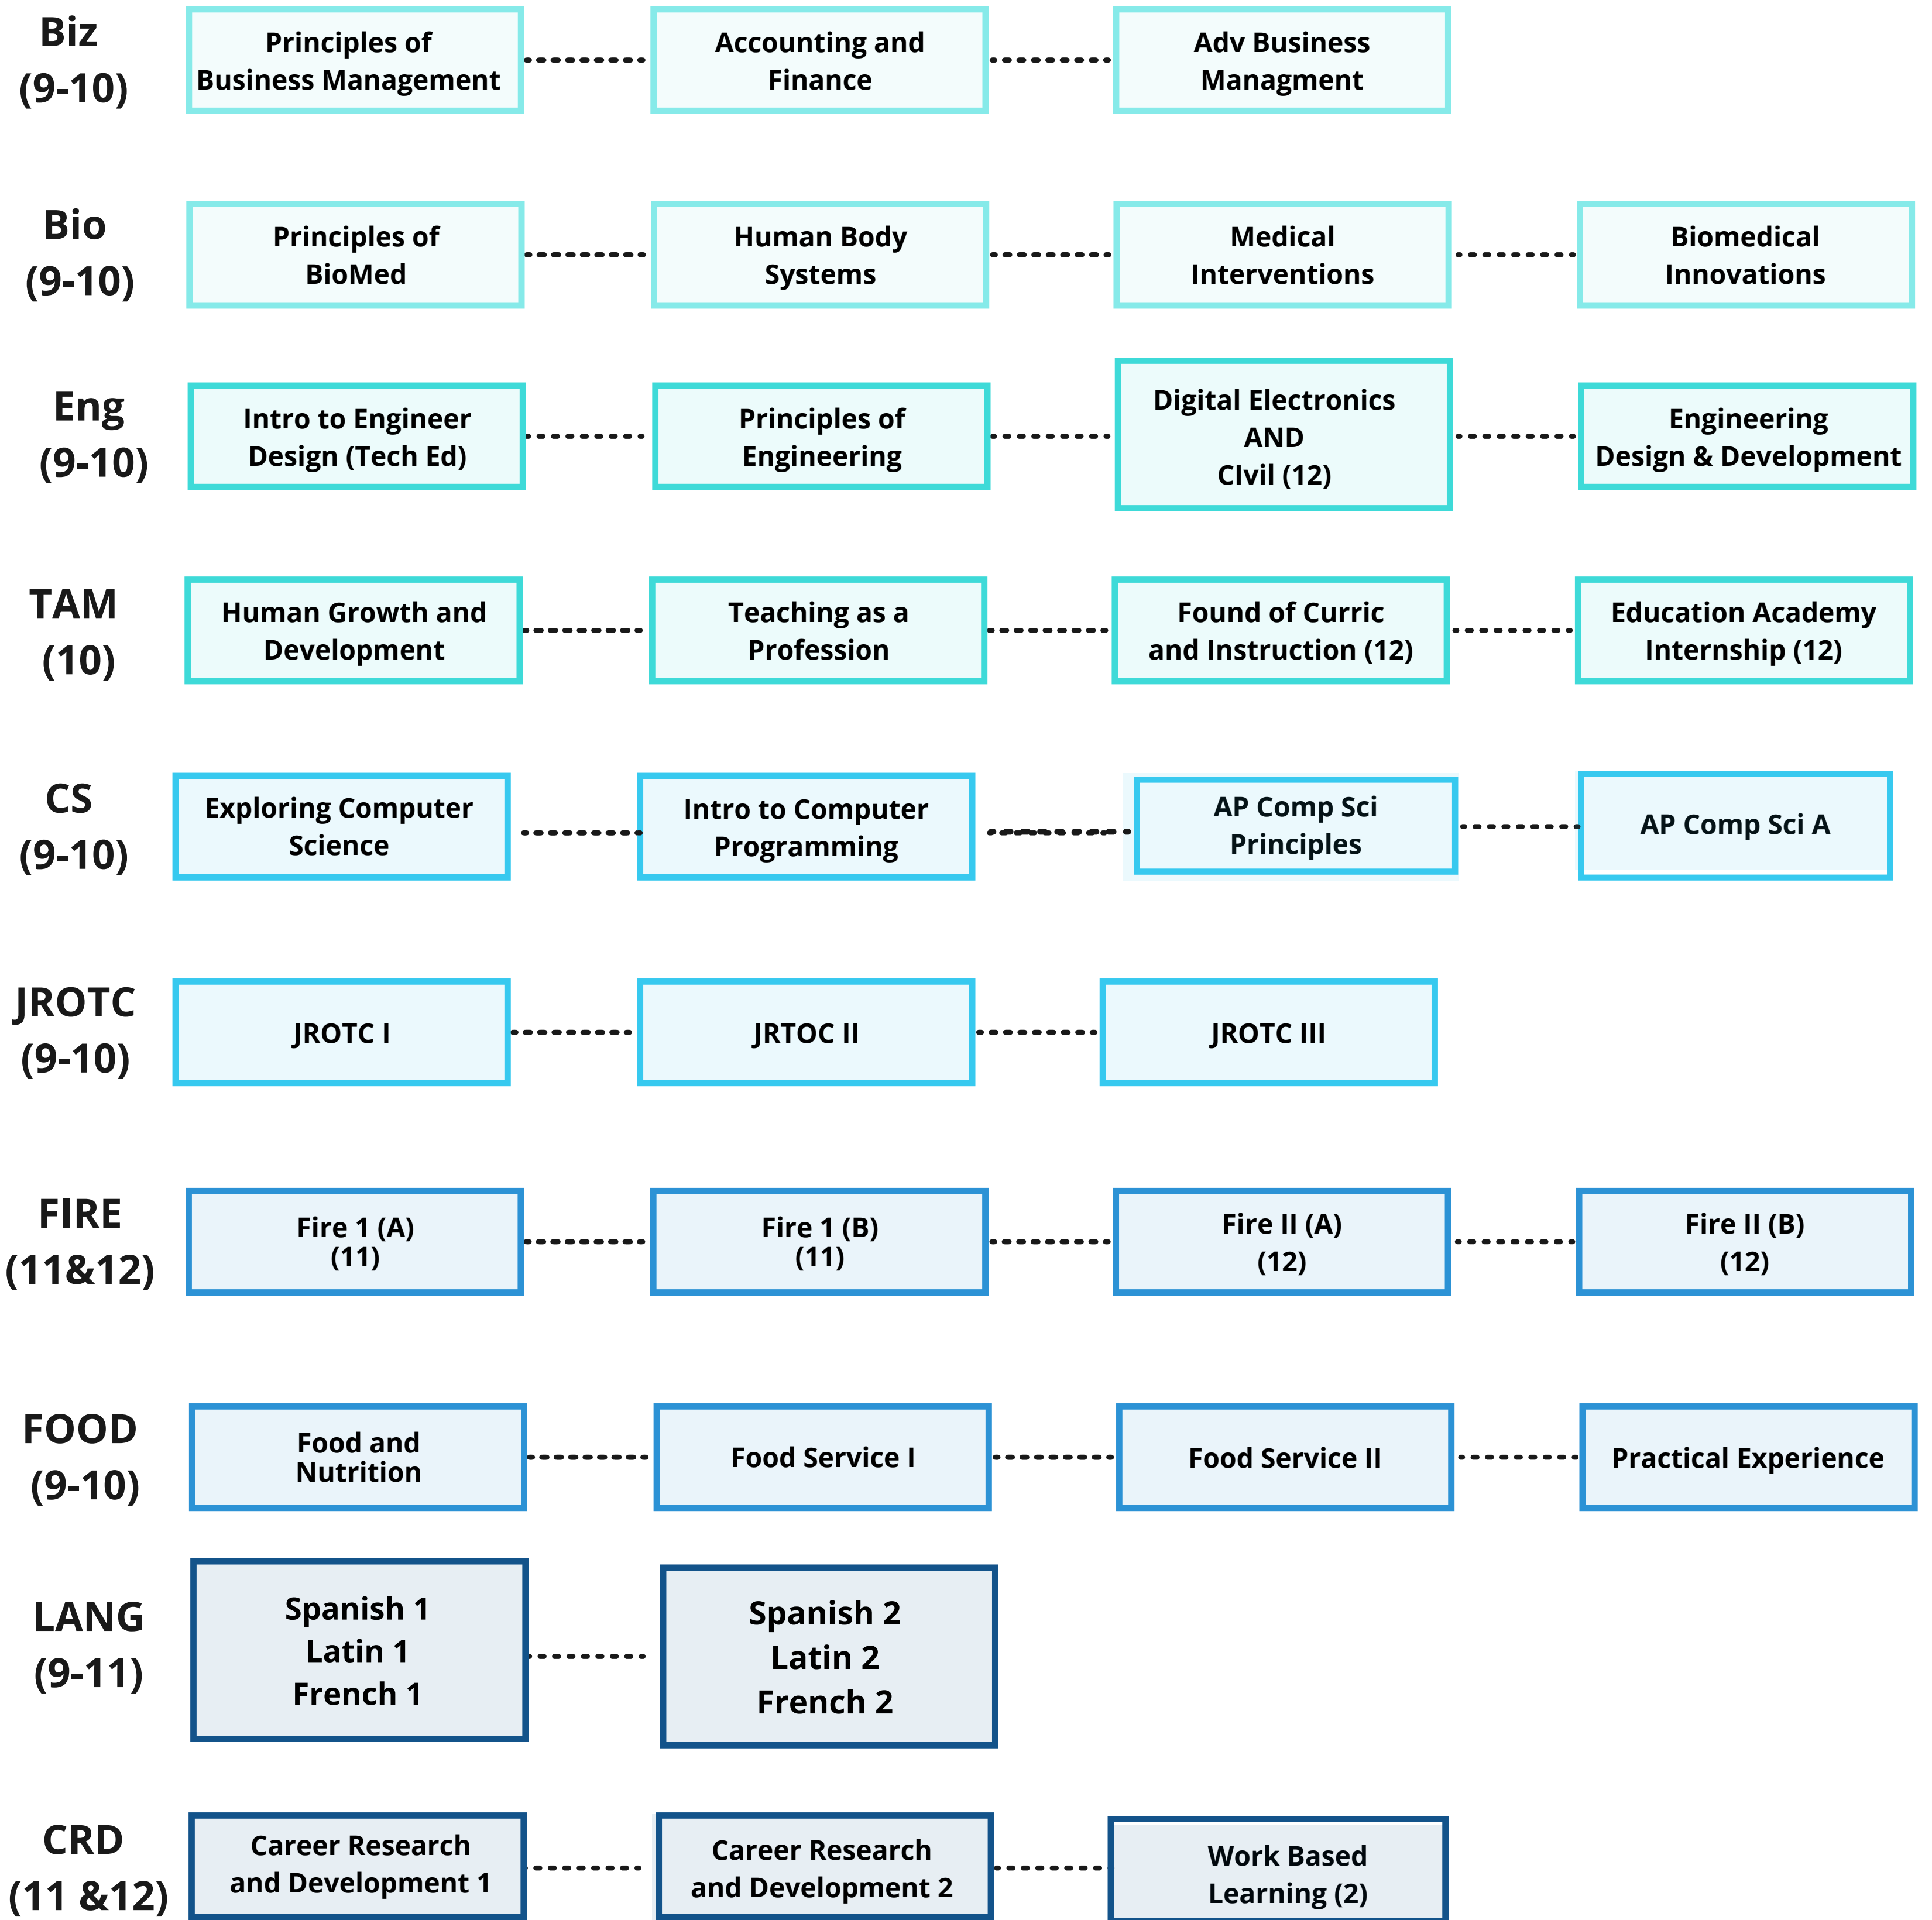 Biz
(9-10)
Principles of
Business Management
Accounting and
Finance
Adv Business
Managment
Bio
(9-10)
Principles of
BioMed
Human Body
Systems
Medical
Interventions
Biomedical
Innovations
Eng
(9-10)
Intro to Engineer
Design (Tech Ed)
Principles of
Engineering
Digital Electronics
AND
CIvil (12)
Engineering
Design & Development
TAM
(10)
Human Growth and
Development
Teaching as a
Profession
Found of Curric
and Instruction (12)
Education Academy
Internship (12)
CS
(9-10)
Exploring Computer
Science
Intro to Computer
Programming
AP Comp Sci
Principles
AP Comp Sci A
JROTC
(9-10)
JROTC I
JRTOC II
JROTC III
FIRE
(11&12)
Fire 1 (A)
(11)
Fire 1 (B)
(11)
Fire II (A)
(12)
Fire II (B)
(12)
FOOD
(9-10)
Food and
Nutrition
Food Service I
Food Service II
Practical Experience
LANG
(9-11)
Spanish 1
Latin 1
French 1
Spanish 2
Latin 2
French 2
CRD
(11 &12)
Career Research
and Development 1
Career Research
and Development 2
Work Based
Learning (2)